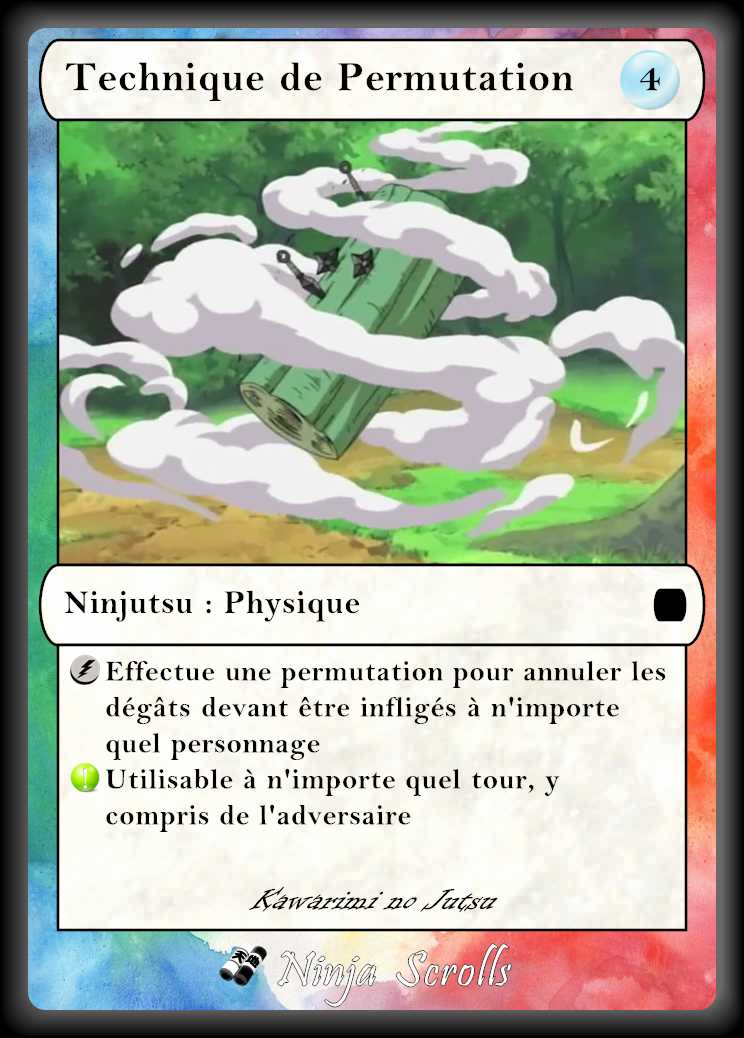 Technique de Permutation
4
Ninjutsu : Physique
Effectue une permutation pour annuler les
dégâts devant être infligés à n'importe
quel personnage
Utilisable à n'importe quel tour, y
compris de l'adversaire
Kawarimi no Jutsu
Ninja Scrolls